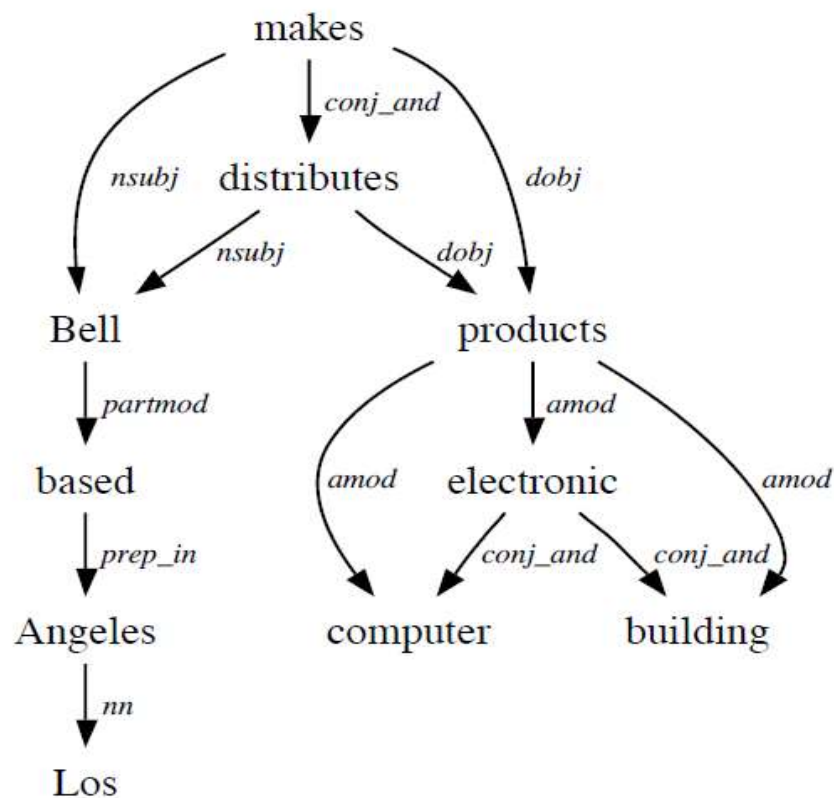 makes
conj_and
nsubj distributes dobj
nsubj dobj
Bell products
partmod amod
based amod electronic amod
prep_in conj_and conj_and
Angeles computer building
nn
Los